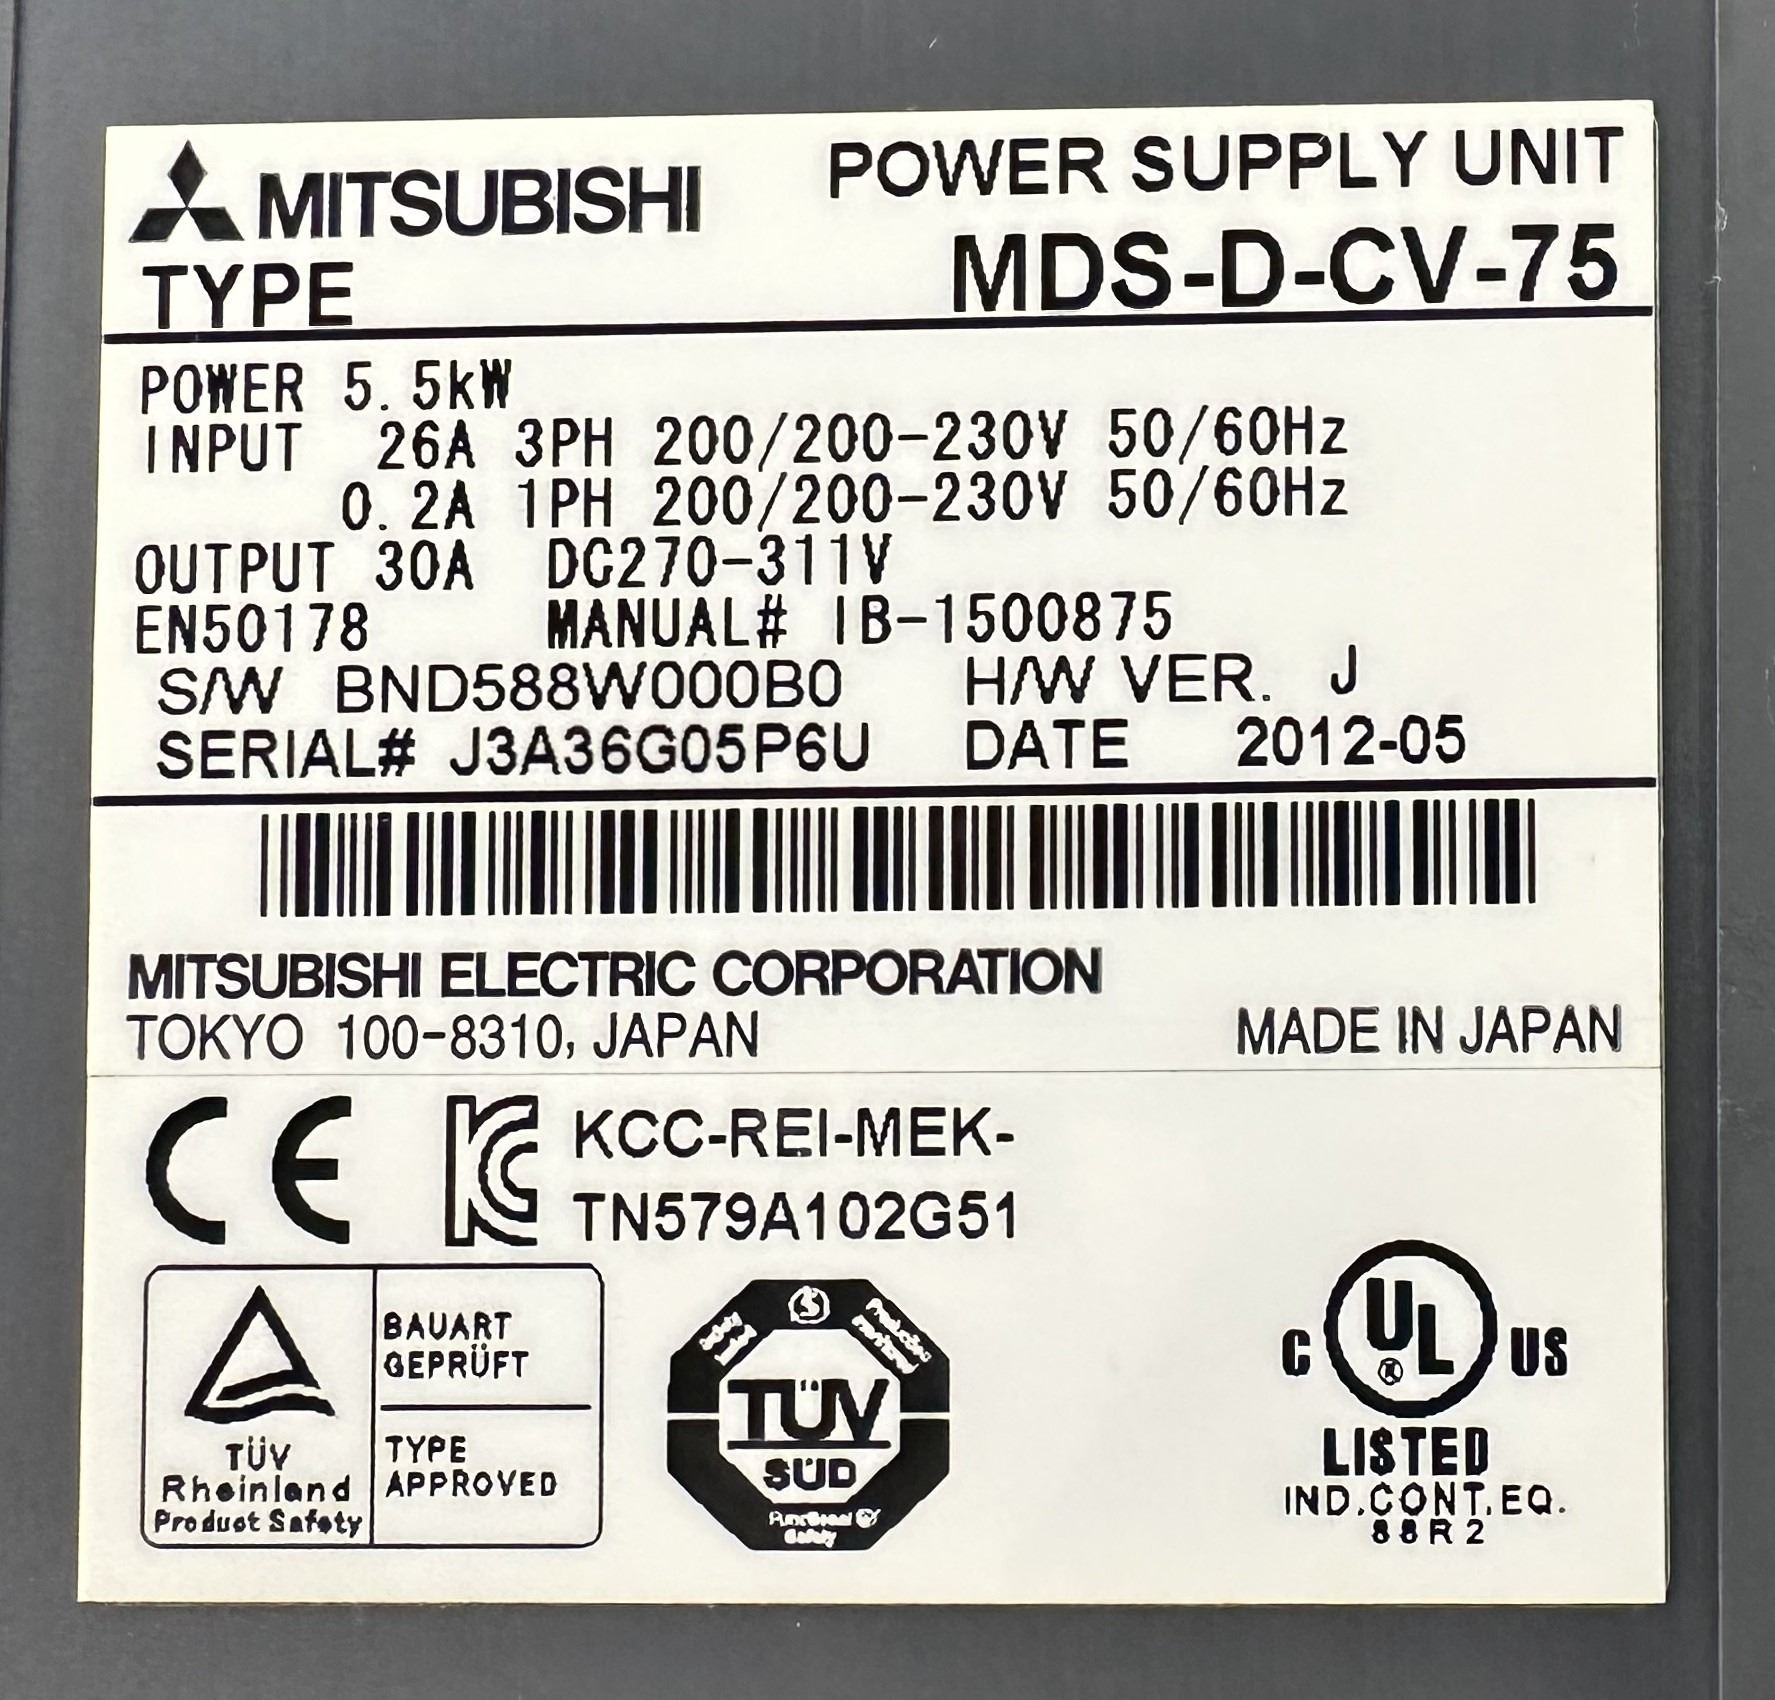 MITSUBISHI
POWER SUPPLY UNIT
TYPE MDS-D-CV-75
POWER 5.5kW
INPUT 26A 3PH 200/200-230V 50/60Hz
0.2A 1PH 200/200-230V 50/60Hz
OUTPUT 30A DC270-311V
EN50178 MANUAL# IB-1500875
S/W BND588W000B0 H/W VER. J
SERIAL# J3A36G05P6U DATE 2012-05
MITSUBISHI ELECTRIC CORPORATION
TOKYO 100-8310, JAPAN MADE IN JAPAN
CE KC KCC-REI-MEK-
TN579A102G51
TÜV
Rheinland
Product Safety
BAUART
GEPRÜFT
TYPE
APPROVED
TÜV
SÜD
Functional
Safety
C UL US
®
LISTED
IND.CONT.EQ.
88R2